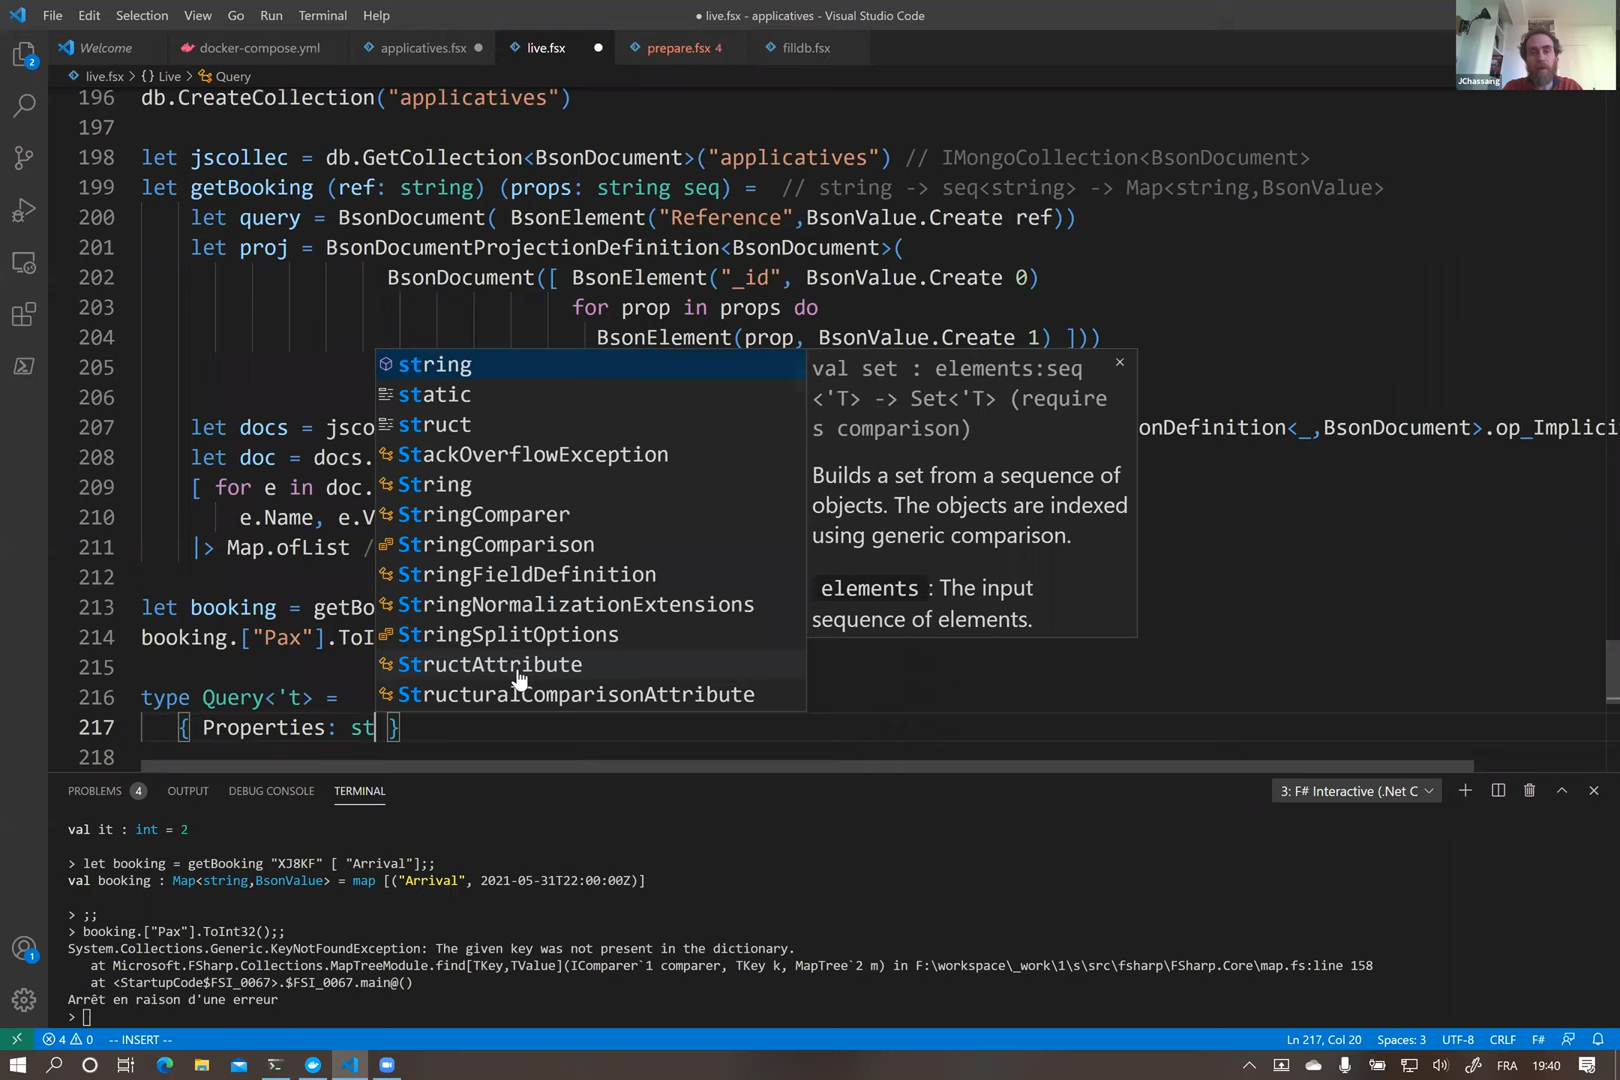 File Edit Selection View Go Run Terminal Help
● live.fsx - applicatives - Visual Studio Code
JChassaing
Welcome docker-compose.yml applicatives.fsx live.fsx prepare.fsx 4 filldb.fsx
live.fsx > {} Live > Query
196 db.CreateCollection("applicatives")
197
198 let jscollec = db.GetCollection<BsonDocument>("applicatives") // IMongoCollection<BsonDocument>
199 let getBooking (ref: string) (props: string seq) = // string -> seq<string> -> Map<string,BsonValue>
200 let query = BsonDocument( BsonElement("Reference",BsonValue.Create ref))
201 let proj = BsonDocumentProjectionDefinition<BsonDocument>(
202 BsonDocument([ BsonElement("_id", BsonValue.Create 0)
203 for prop in props do
204 BsonElement(prop, BsonValue.Create 1) ]))
205
206
207 let docs = jsco onDefinition<_,BsonDocument>.op_Implici
208 let doc = docs.
209 [ for e in doc.
210 e.Name, e.V
211 |> Map.ofList /
212
213 let booking = getBo
214 booking.["Pax"].ToI
215
216 type Query<'t> =
217 { Properties: st }
218
string
static
struct
StackOverflowException
String
StringComparer
StringComparison
StringFieldDefinition
StringNormalizationExtensions
StringSplitOptions
StructAttribute
StructuralComparisonAttribute
val set : elements:seq
<'T> -> Set<'T> (require
s comparison)
Builds a set from a sequence of
objects. The objects are indexed
using generic comparison.
elements : The input
sequence of elements.
PROBLEMS 4 OUTPUT DEBUG CONSOLE TERMINAL 3: F# Interactive (.Net C
val it : int = 2
> let booking = getBooking "XJ8KF" [ "Arrival"];;
val booking : Map<string,BsonValue> = map [("Arrival", 2021-05-31T22:00:00Z)]
> ;;
> booking.["Pax"].ToInt32();;
System.Collections.Generic.KeyNotFoundException: The given key was not present in the dictionary.
at Microsoft.FSharp.Collections.MapTreeModule.find[TKey,TValue](IComparer`1 comparer, TKey k, MapTree`2 m) in F:\workspace\_work\1\s\src\fsharp\FSharp.Core\map.fs:line 158
at <StartupCode$FSI_0067>.$FSI_0067.main@()
Arrêt en raison d'une erreur
>
2
1
4 0 -- INSERT -- Ln 217, Col 20 Spaces: 3 UTF-8 CRLF F#
FRA 19:40